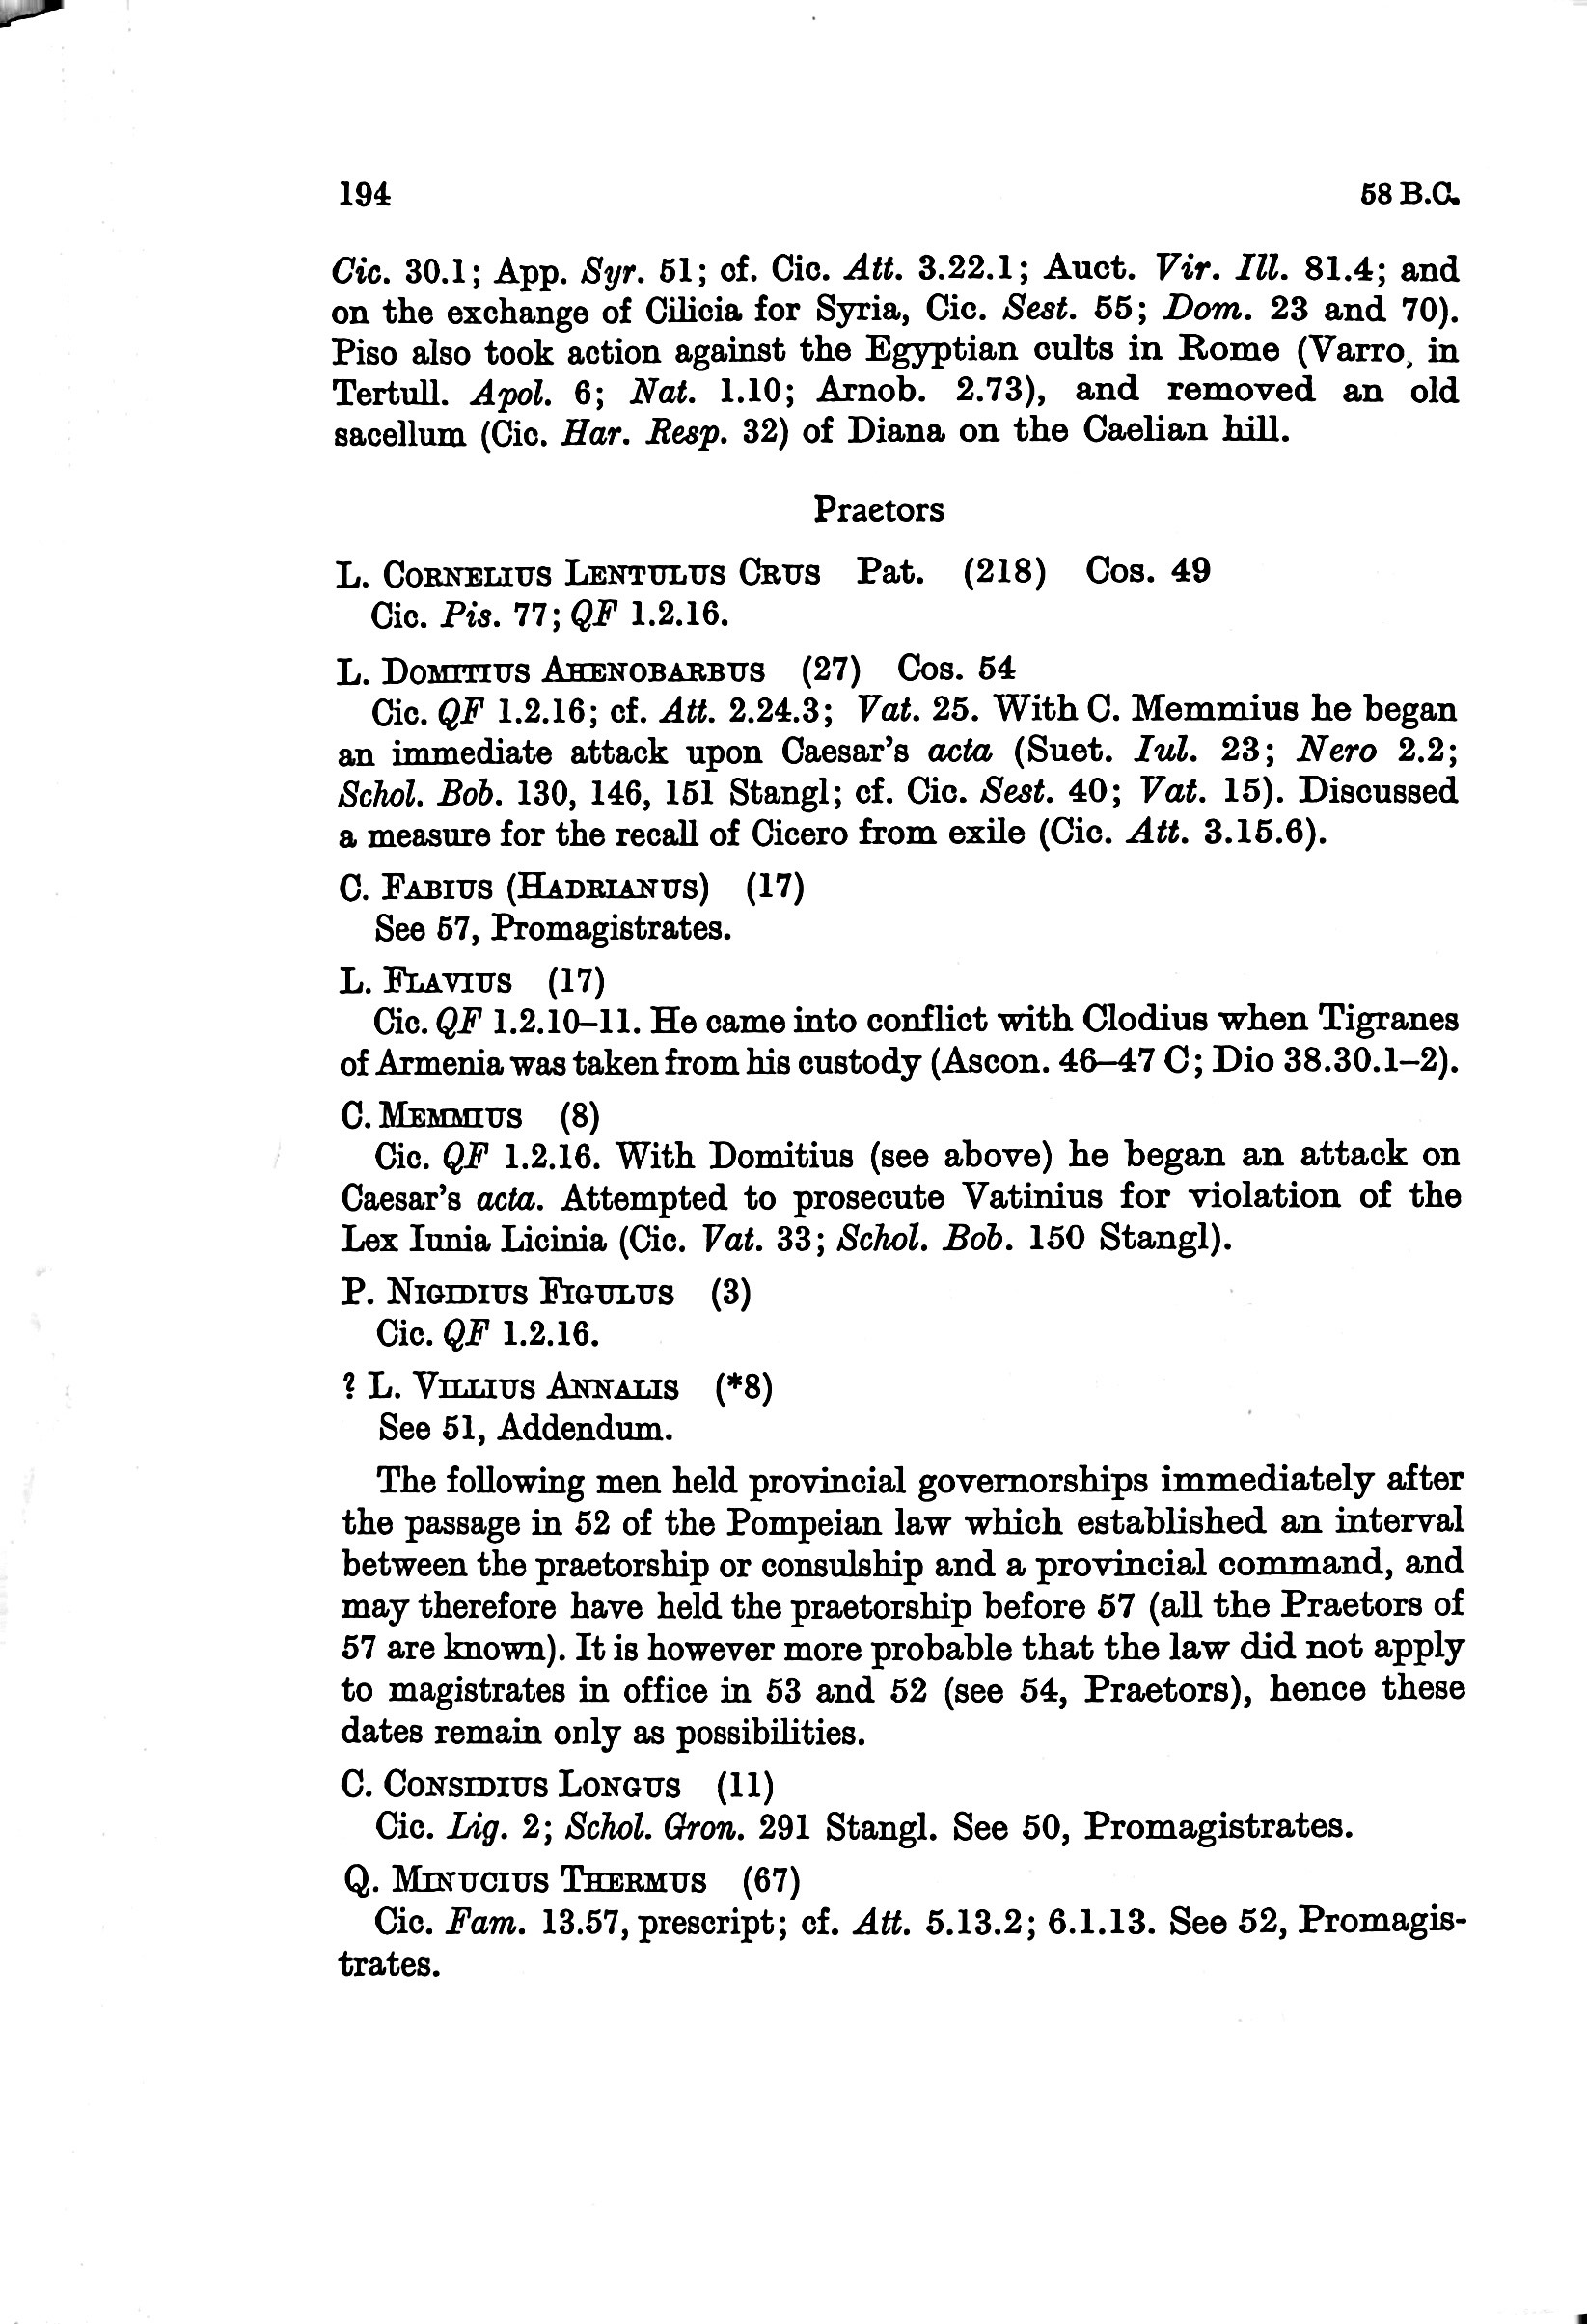 194 58 B.C.
Cic. 30.1; App. Syr. 51; cf. Cic. Att. 3.22.1; Auct. Vir. Ill. 81.4; and
on the exchange of Cilicia for Syria, Cic. Sest. 55; Dom. 23 and 70).
Piso also took action against the Egyptian cults in Rome (Varro, in
Tertull. Apol. 6; Nat. 1.10; Arnob. 2.73), and removed an old
sacellum (Cic. Har. Resp. 32) of Diana on the Caelian hill.
Praetors
L. Cornelius Lentulus Crus Pat. (218) Cos. 49
Cic. Pis. 77; QF 1.2.16.
L. Domitius Ahenobarbus (27) Cos. 54
Cic. QF 1.2.16; cf. Att. 2.24.3; Vat. 25. With C. Memmius he began
an immediate attack upon Caesar's acta (Suet. Iul. 23; Nero 2.2;
Schol. Bob. 130, 146, 151 Stangl; cf. Cic. Sest. 40; Vat. 15). Discussed
a measure for the recall of Cicero from exile (Cic. Att. 3.15.6).
C. Fabius (Hadrianus) (17)
See 57, Promagistrates.
L. Flavius (17)
Cic. QF 1.2.10–11. He came into conflict with Clodius when Tigranes
of Armenia was taken from his custody (Ascon. 46–47 C; Dio 38.30.1–2).
C. Memmius (8)
Cic. QF 1.2.16. With Domitius (see above) he began an attack on
Caesar's acta. Attempted to prosecute Vatinius for violation of the
Lex Iunia Licinia (Cic. Vat. 33; Schol. Bob. 150 Stangl).
P. Nigidius Figulus (3)
Cic. QF 1.2.16.
? L. Villius Annalis (*8)
See 51, Addendum.
The following men held provincial governorships immediately after
the passage in 52 of the Pompeian law which established an interval
between the praetorship or consulship and a provincial command, and
may therefore have held the praetorship before 57 (all the Praetors of
57 are known). It is however more probable that the law did not apply
to magistrates in office in 53 and 52 (see 54, Praetors), hence these
dates remain only as possibilities.
C. Considius Longus (11)
Cic. Lig. 2; Schol. Gron. 291 Stangl. See 50, Promagistrates.
Q. Minucius Thermus (67)
Cic. Fam. 13.57, prescript; cf. Att. 5.13.2; 6.1.13. See 52, Promagis-
trates.